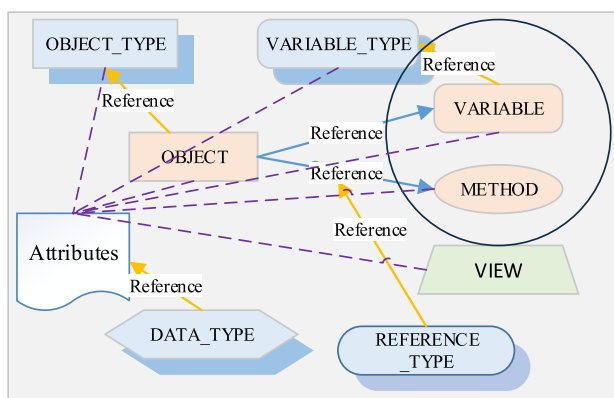 OBJECT_TYPE
VARIABLE_TYPE
Reference
Reference
VARIABLE
Reference
OBJECT
Reference
METHOD
Reference
Attributes
VIEW
Reference
DATA_TYPE
REFERENCE
_TYPE